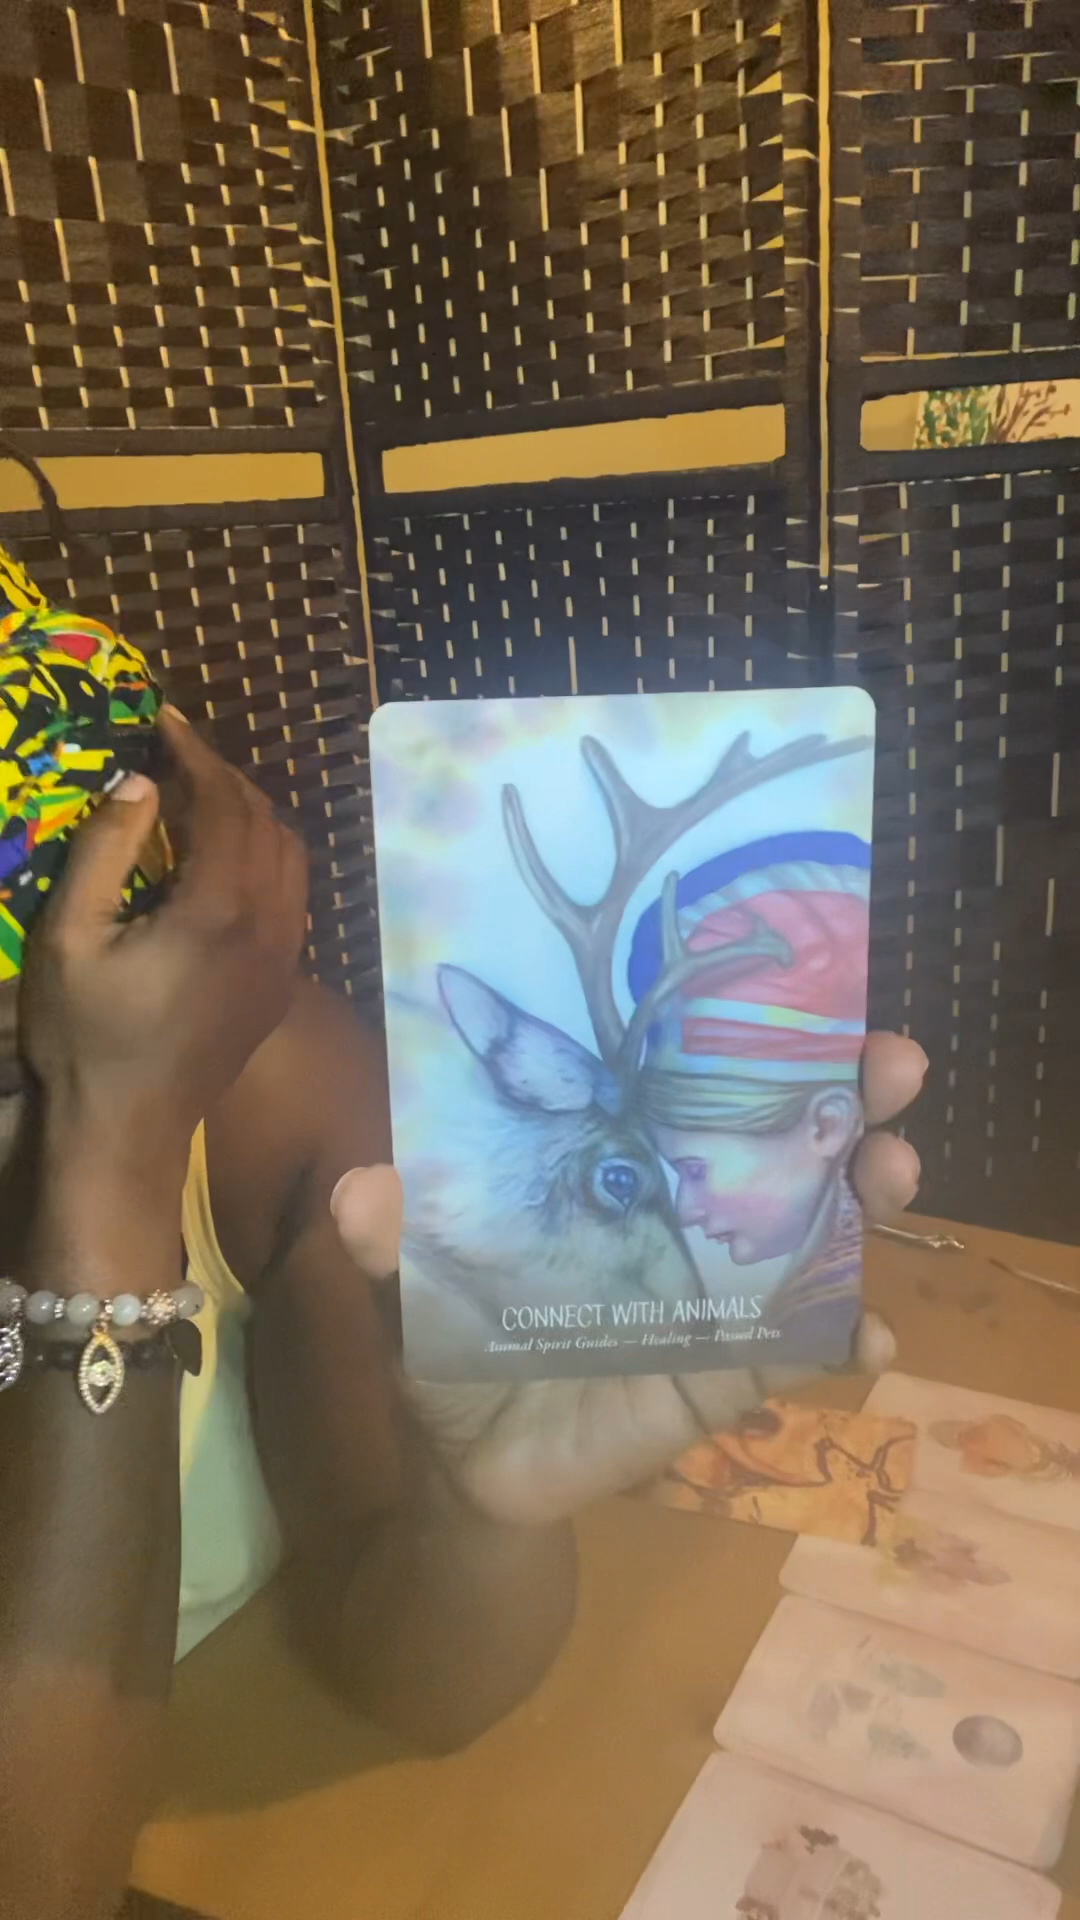 CONNECT WITH ANIMALS
Animal Spirit Guides — Healing — Passed Pets